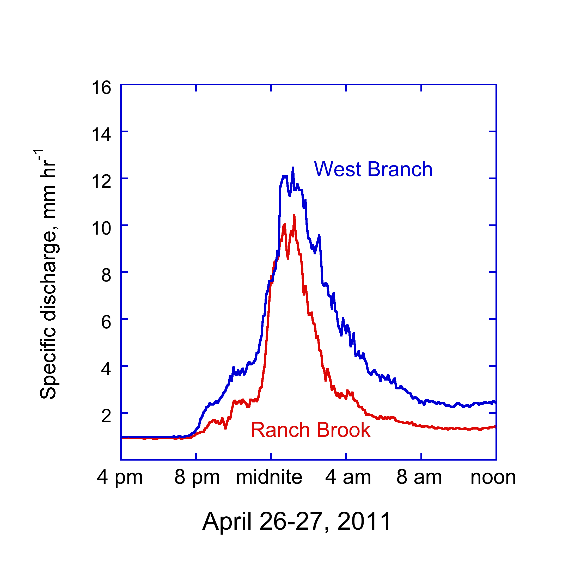 16
14
12
10
8
6
4
2
Specific discharge, mm hr⁻¹
West Branch
Ranch Brook
4 pm 8 pm midnite 4 am 8 am noon
April 26-27, 2011